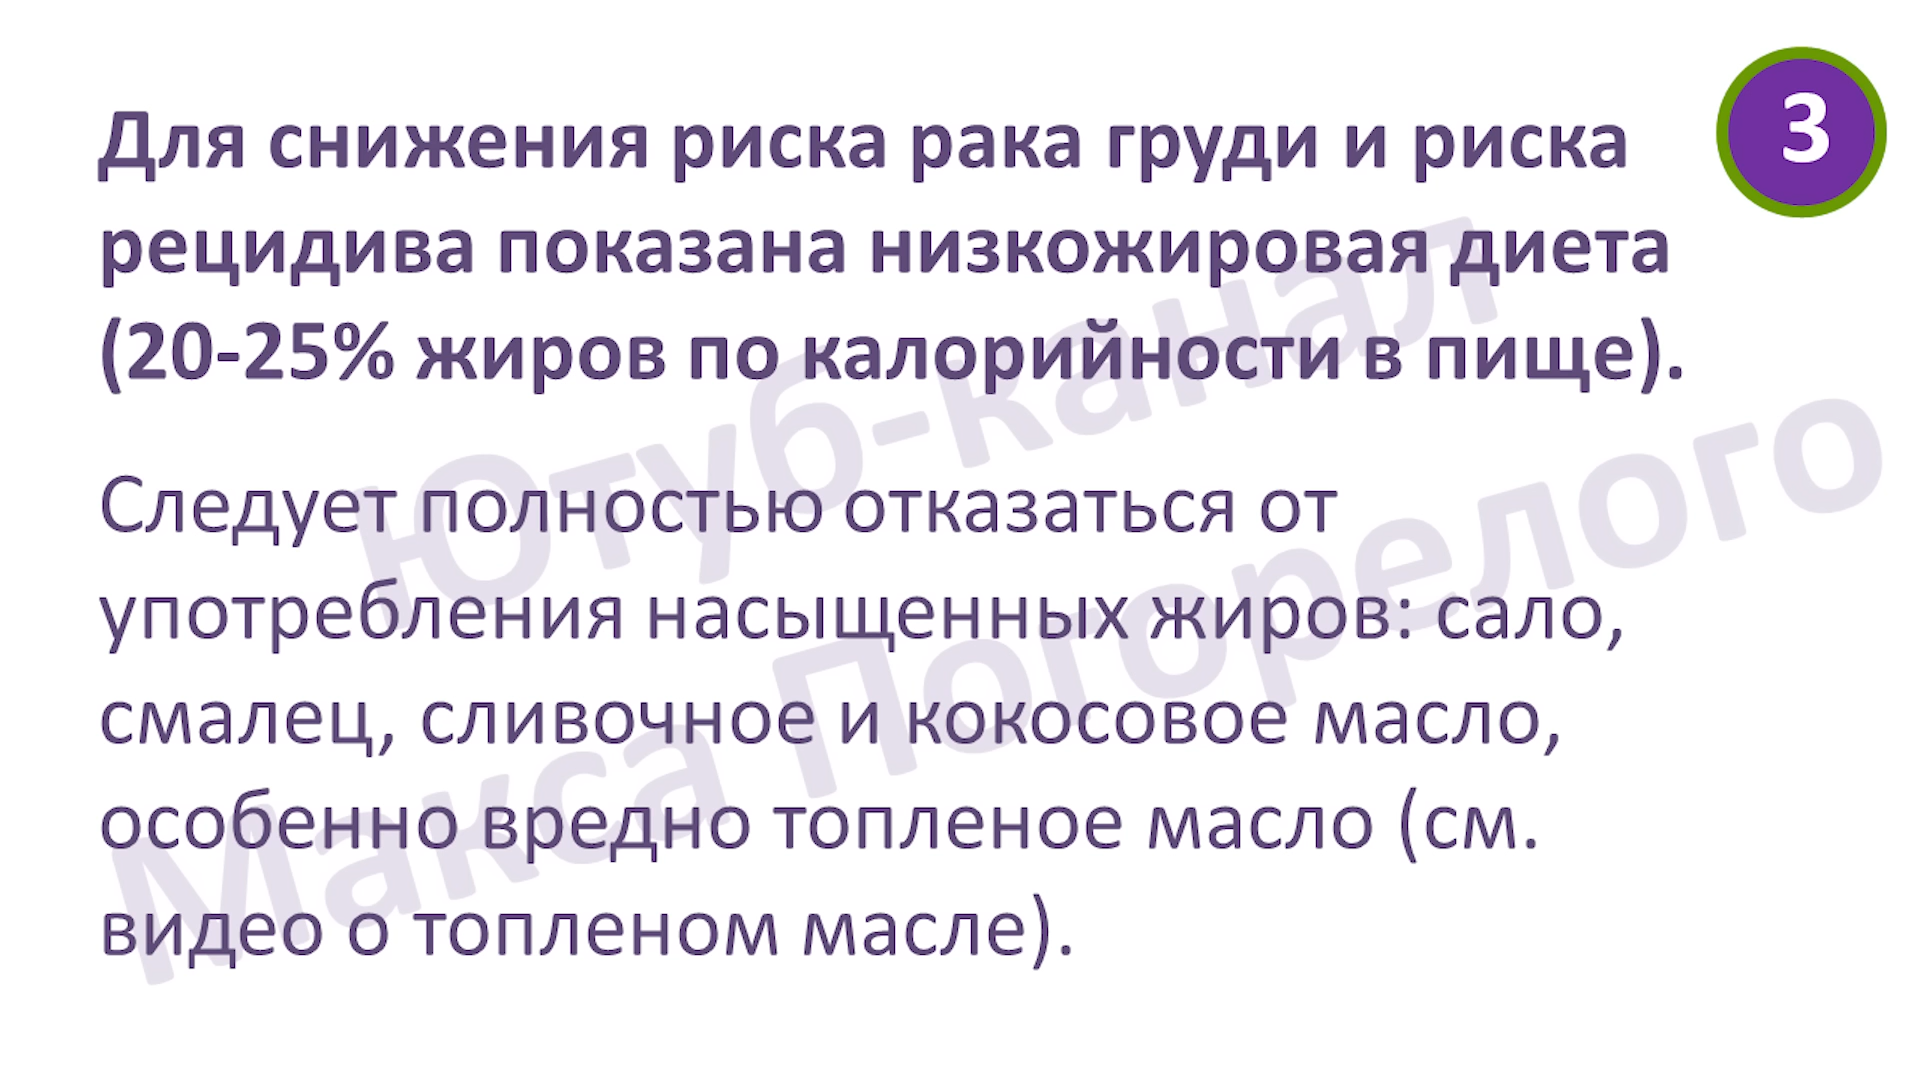 3
Для снижения риска рака груди и риска
рецидива показана низкожировая диета
(20-25% жиров по калорийности в пище).
Следует полностью отказаться от
употребления насыщенных жиров: сало,
смалец, сливочное и кокосовое масло,
особенно вредно топленое масло (см.
видео о топленом масле).
Ютуб-канал
Макса Погорелого